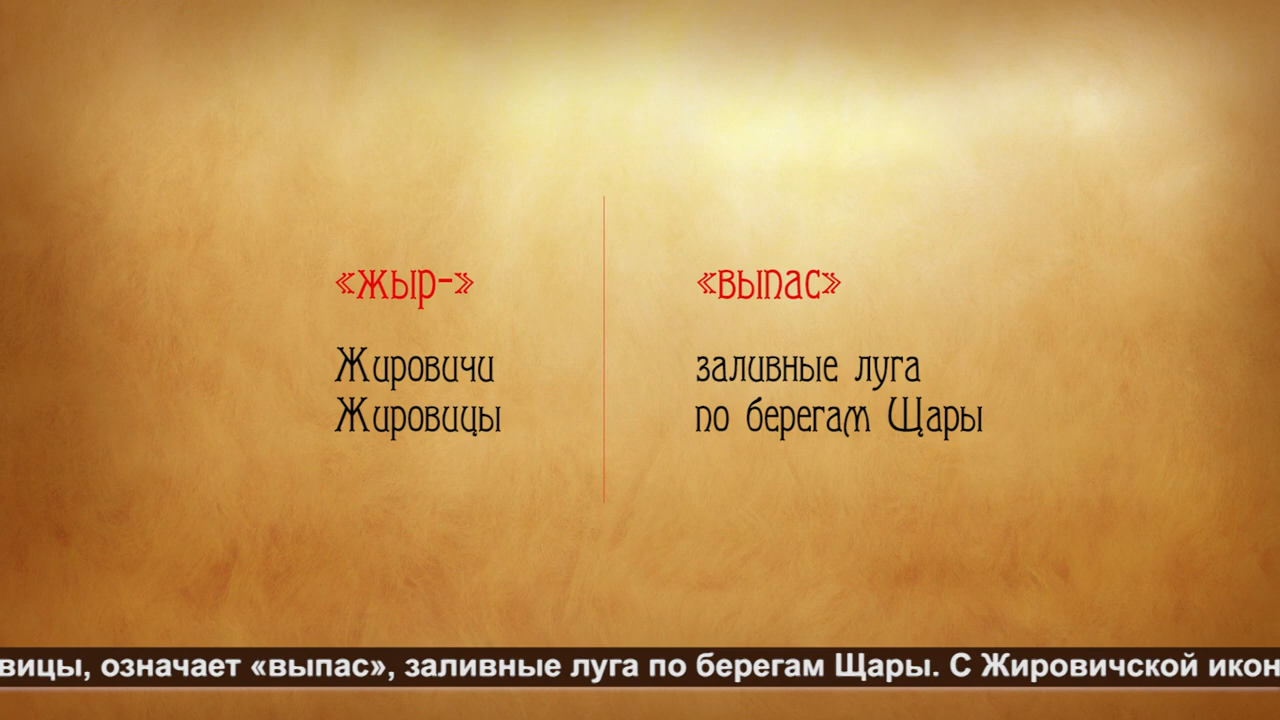 «жыр-»
Жировичи
Жировицы
«выпас»
заливные луга
по берегам Щары
вицы, означает «выпас», заливные луга по берегам Щары. С Жировичской икон